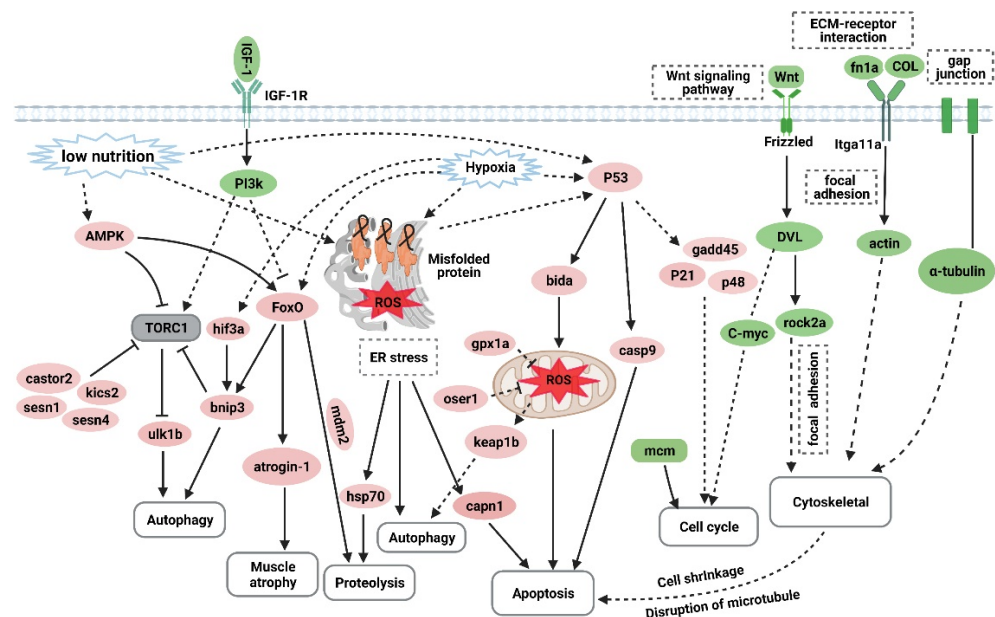 ECM-receptor
interaction
IGF-1
IGF-1R
Wnt signaling
pathway
Wnt
fn1a
COL
gap
junction
Frizzled
Itga11a
low nutrition
Hypoxia
PI3k
P53
focal
adhesion
AMPK
Misfolded
protein
gadd45
P21
p48
DVL
actin
α-tubulin
bida
ROS
TORC1
hif3a
FoxO
C-myc
rock2a
gpx1a
casp9
ER stress
ROS
castor2
kics2
sesn1
sesn4
bnip3
oser1
ulk1b
mdm2
keap1b
focal adhesion
mcm
atrogin-1
hsp70
capn1
Cytoskeletal
Autophagy
Autophagy
Cell cycle
Muscle
atrophy
Proteolysis
Apoptosis
Cell shrInkage
Disruption of microtubule